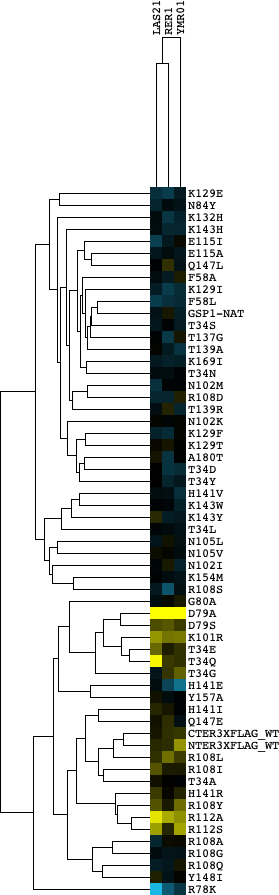 LAS21
RER1
YMR01
K129E
N84Y
K132H
K143H
E115I
E115A
Q147L
F58A
K129I
F58L
GSP1-NAT
T34S
T137G
T139A
K169I
T34N
N102M
R108D
T139R
N102K
K129F
K129T
A180T
T34D
T34Y
H141V
K143W
K143Y
T34L
N105L
N105V
N102I
K154M
R108S
G80A
D79A
D79S
K101R
T34E
T34Q
T34G
H141E
Y157A
H141I
Q147E
CTER3XFLAG_WT
NTER3XFLAG_WT
R108L
R108I
T34A
H141R
R108Y
R112A
R112S
R108A
R108G
R108Q
Y148I
R78K